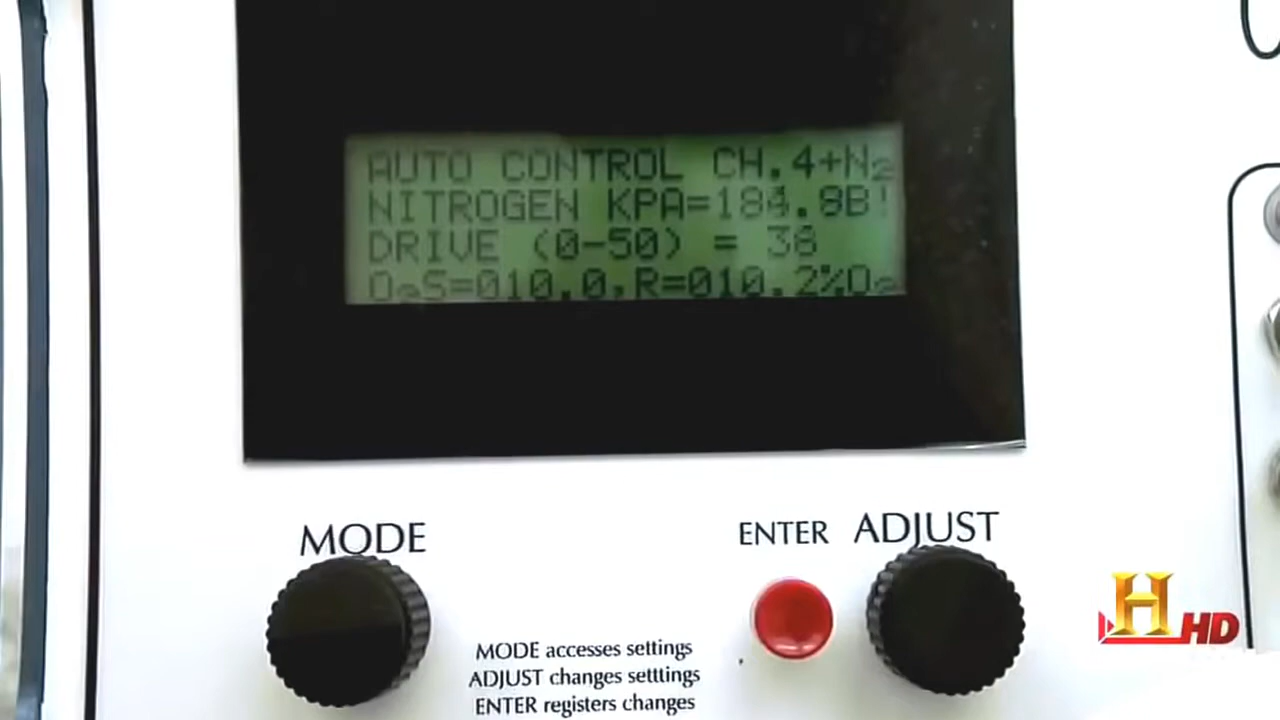 AUTO CONTROL CH.4+N₂
NITROGEN KPA=184.9B!
DRIVE (0-50) = 38
O₂S=010.0,R=010.2%O₂
MODE
ENTER ADJUST
MODE accesses settings
ADJUST changes setttings
ENTER registers changes
H HD